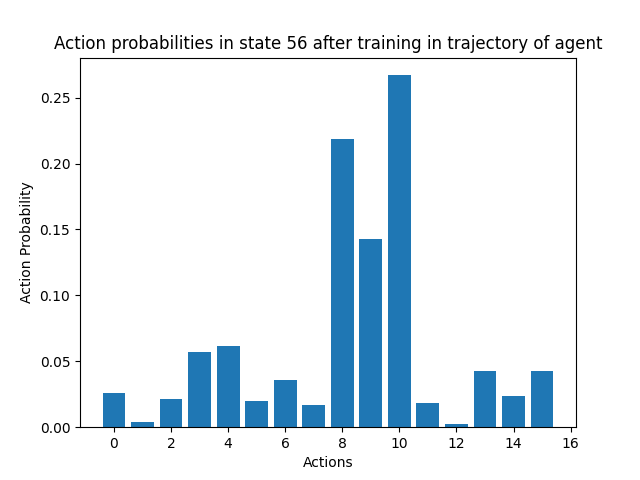 Action probabilities in state 56 after training in trajectory of agent
0.25
0.20
0.15
0.10
0.05
0.00
Action Probability
0 2 4 6 8 10 12 14 16
Actions